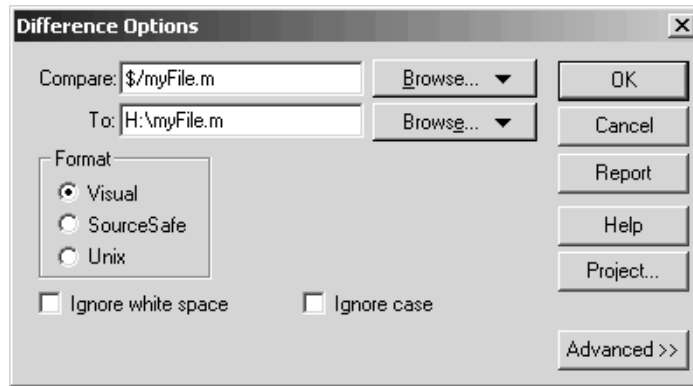 Difference Options
Compare: $/myFile.m Browse... OK
To: H:\myFile.m Browse... Cancel
Format Report
Visual
SourceSafe Help
Unix Project...
Ignore white space Ignore case
Advanced >>